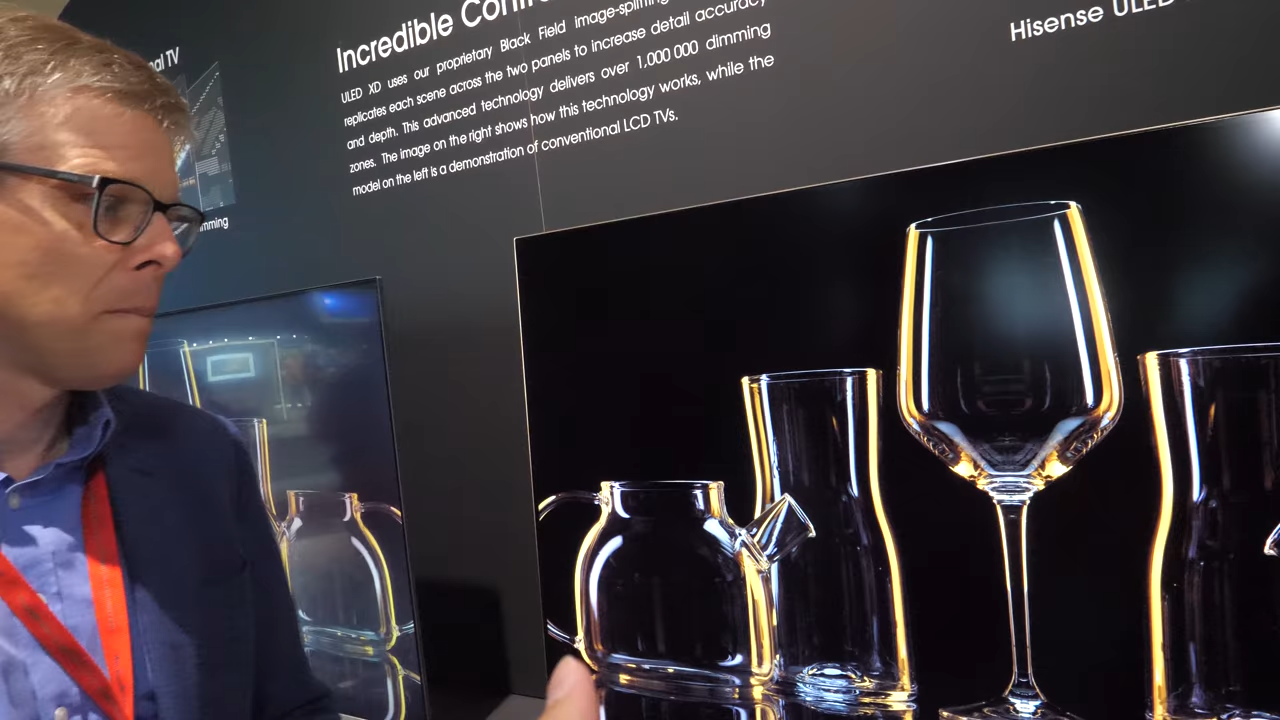 al TV
mming
Incredible Cont
ULED XD uses our proprietary Black Field image-splitting
replicates each scene across the two panels to increase detail accuracy
and depth. This advanced technology delivers over 1,000 000 dimming
zones. The image on the right shows how this technology works, while the
model on the left is a demonstration of conventional LCD TVs.
Hisense ULED